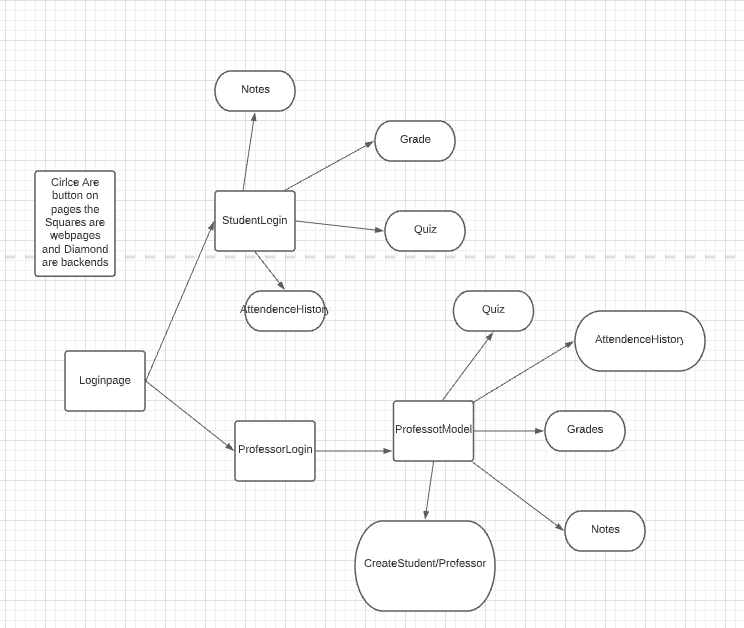 Notes
Grade
Cirlce Are
button on
pages the
Squares are
webpages
and Diamond
are backends
StudentLogin
Quiz
AttendenceHistory
Quiz
AttendenceHistory
Loginpage
ProfessorLogin
ProfessotModel
Grades
Notes
CreateStudent/Professor